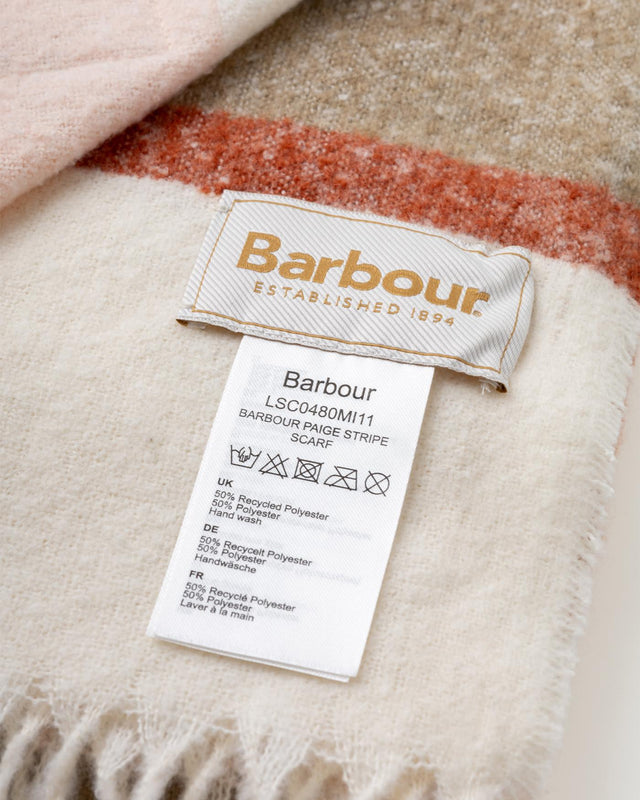 Barbour
ESTABLISHED 1894
Barbour
LSC0480MI11
BARBOUR PAIGE STRIPE
SCARF
UK
50% Recycled Polyester
50% Polyester
Hand wash
DE
50% Recyceit Polyester
50% Polyester
Handwäsche
FR
50% Recyclé Polyester
50% Polyester
Laver à la main